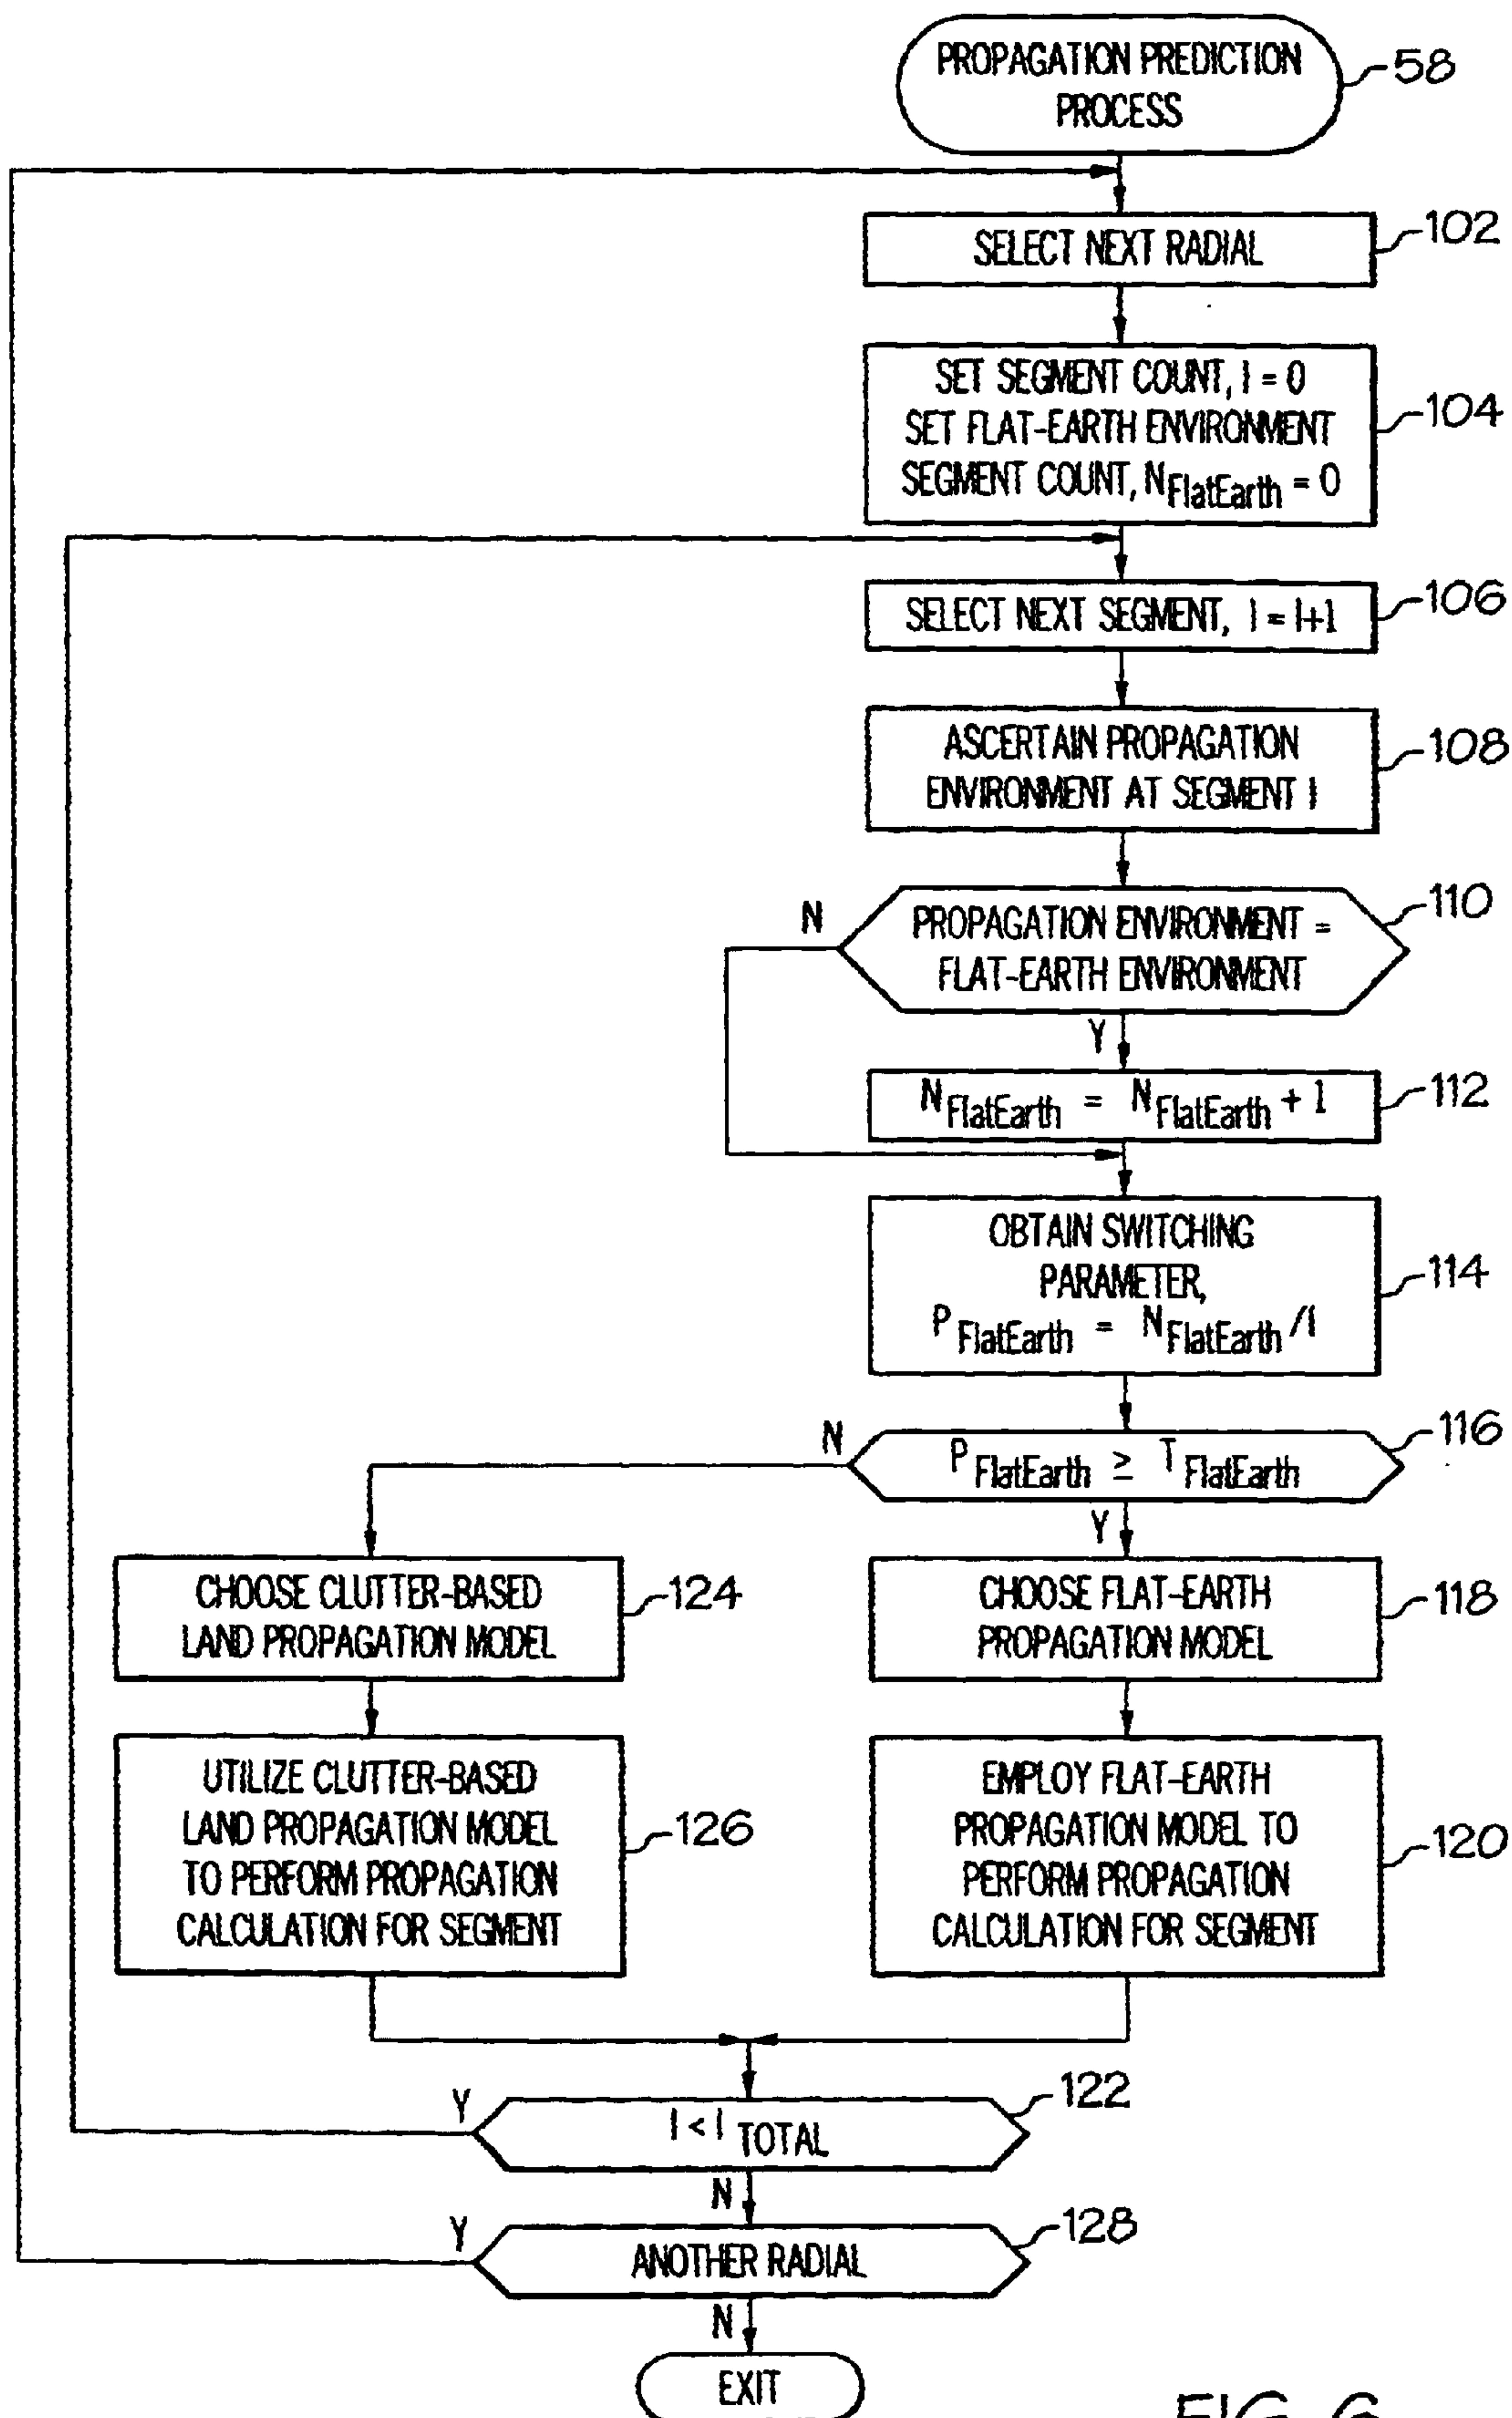 PROPAGATION PREDICTION
PROCESS
58
SELECT NEXT RADIAL
102
SET SEGMENT COUNT, I = 0
SET FLAT-EARTH ENVIRONMENT
SEGMENT COUNT, NFlatEarth = 0
104
SELECT NEXT SEGMENT, I = I+1
106
ASCERTAIN PROPAGATION
ENVIRONMENT AT SEGMENT I
108
N
PROPAGATION ENVIRONMENT =
FLAT-EARTH ENVIRONMENT
110
Y
NFlatEarth = NFlatEarth + 1
112
OBTAIN SWITCHING
PARAMETER,
PFlatEarth = NFlatEarth /I
114
N
PFlatEarth ≥ TFlatEarth
116
Y
CHOOSE CLUTTER-BASED
LAND PROPAGATION MODEL
124
CHOOSE FLAT-EARTH
PROPAGATION MODEL
118
UTILIZE CLUTTER-BASED
LAND PROPAGATION MODEL
TO PERFORM PROPAGATION
CALCULATION FOR SEGMENT
126
EMPLOY FLAT-EARTH
PROPAGATION MODEL TO
PERFORM PROPAGATION
CALCULATION FOR SEGMENT
120
Y
I < I TOTAL
122
N
Y
ANOTHER RADIAL
128
N
EXIT
FIG. 6